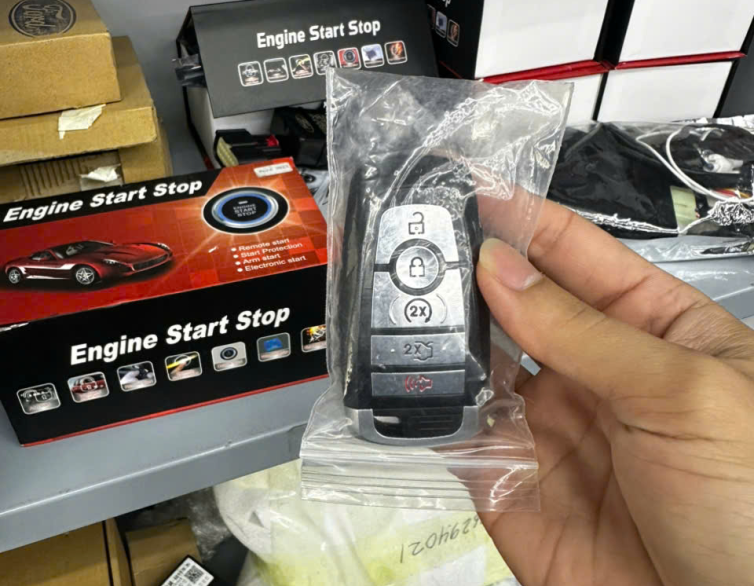 Engine Start Stop
Engine Start Stop
ENGINE
START
STOP
• Remote start
• Start Protection
• Arm start
• Electronic start
Engine Start Stop
2x
2x